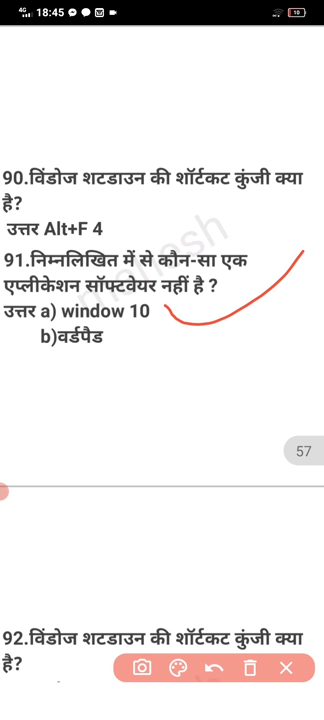 4G 18:45
10
90.विंडोज शटडाउन की शॉर्टकट कुंजी क्या
है?
उत्तर Alt+F 4
91.निम्नलिखित में से कौन-सा एक
एप्लीकेशन सॉफ्टवेयर नहीं है ?
उत्तर a) window 10
b)वर्डपैड
57
92.विंडोज शटडाउन की शॉर्टकट कुंजी क्या
है?